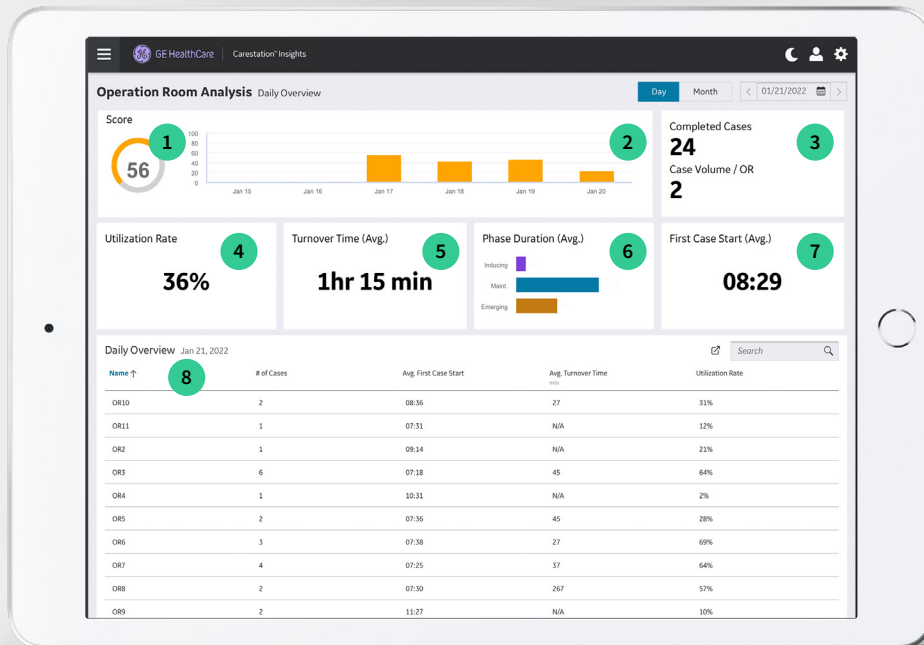 GE HealthCare Carestation™ Insights
Operation Room Analysis Daily Overview Day Month < 01/21/2022 >
Score
1
56
100
80
60
40
20
0
Jan 15 Jan 16 Jan 17 Jan 18 Jan 19 Jan 20
2
Completed Cases
24
Case Volume / OR
2
3
Utilization Rate
4
36%
Turnover Time (Avg.)
5
1hr 15 min
Phase Duration (Avg.)
6
Inducing
Maint.
Emerging
First Case Start (Avg.)
7
08:29
Daily Overview Jan 21, 2022 Search
8
Name ↑ # of Cases Avg. First Case Start Avg. Turnover Time Utilization Rate
min
OR10 2 08:36 27 31%
OR11 1 07:31 N/A 12%
OR2 1 09:14 N/A 21%
OR3 6 07:18 45 64%
OR4 1 10:31 N/A 2%
OR5 2 07:36 45 28%
OR6 3 07:38 27 69%
OR7 4 07:25 37 64%
OR8 2 07:30 267 57%
OR9 2 11:27 N/A 10%